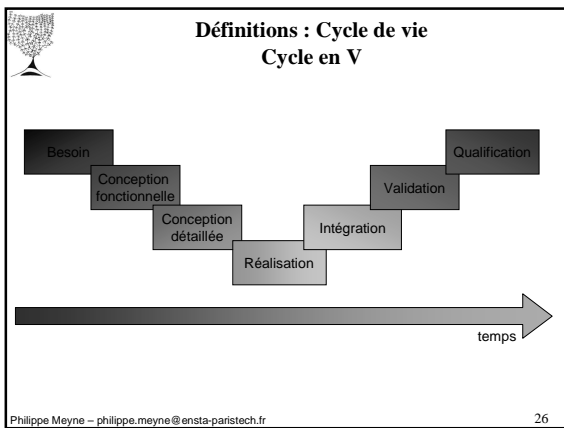 Définitions : Cycle de vie
Cycle en V
Besoin
Conception
fonctionnelle
Conception
détaillée
Réalisation
Intégration
Validation
Qualification
temps
Philippe Meyne – philippe.meyne@ensta-paristech.fr
26